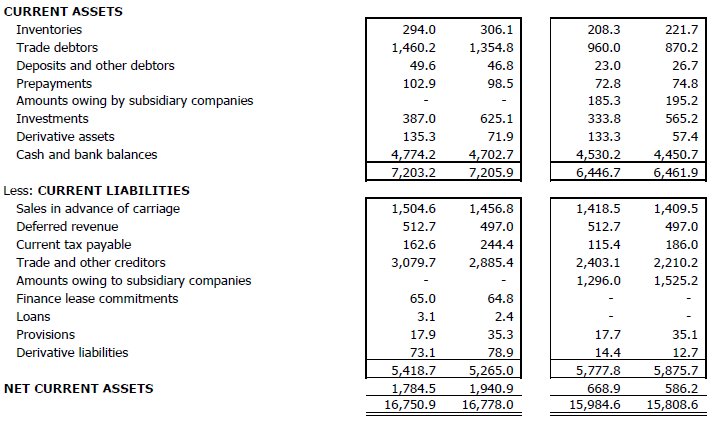 CURRENT ASSETS
Inventories 294.0 306.1 208.3 221.7
Trade debtors 1,460.2 1,354.8 960.0 870.2
Deposits and other debtors 49.6 46.8 23.0 26.7
Prepayments 102.9 98.5 72.8 74.8
Amounts owing by subsidiary companies - - 185.3 195.2
Investments 387.0 625.1 333.8 565.2
Derivative assets 135.3 71.9 133.3 57.4
Cash and bank balances 4,774.2 4,702.7 4,530.2 4,450.7
7,203.2 7,205.9 6,446.7 6,461.9
Less: CURRENT LIABILITIES
Sales in advance of carriage 1,504.6 1,456.8 1,418.5 1,409.5
Deferred revenue 512.7 497.0 512.7 497.0
Current tax payable 162.6 244.4 115.4 186.0
Trade and other creditors 3,079.7 2,885.4 2,403.1 2,210.2
Amounts owing to subsidiary companies - - 1,296.0 1,525.2
Finance lease commitments 65.0 64.8 - -
Loans 3.1 2.4 - -
Provisions 17.9 35.3 17.7 35.1
Derivative liabilities 73.1 78.9 14.4 12.7
5,418.7 5,265.0 5,777.8 5,875.7
NET CURRENT ASSETS 1,784.5 1,940.9 668.9 586.2
16,750.9 16,778.0 15,984.6 15,808.6